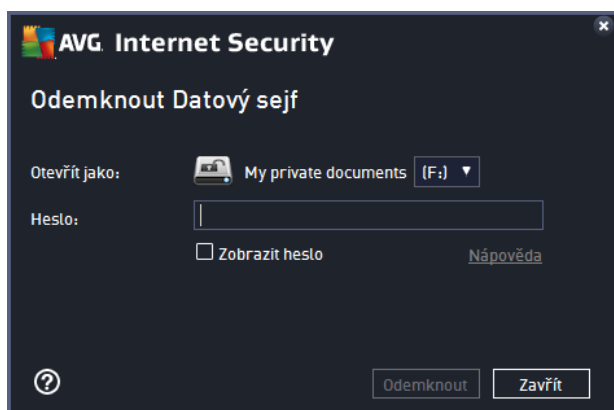 AVG. Internet Security
Odemknout Datový sejf
Otevřít jako: My private documents (F:)
Heslo:
Zobrazit heslo Nápověda
Odemknout Zavřít